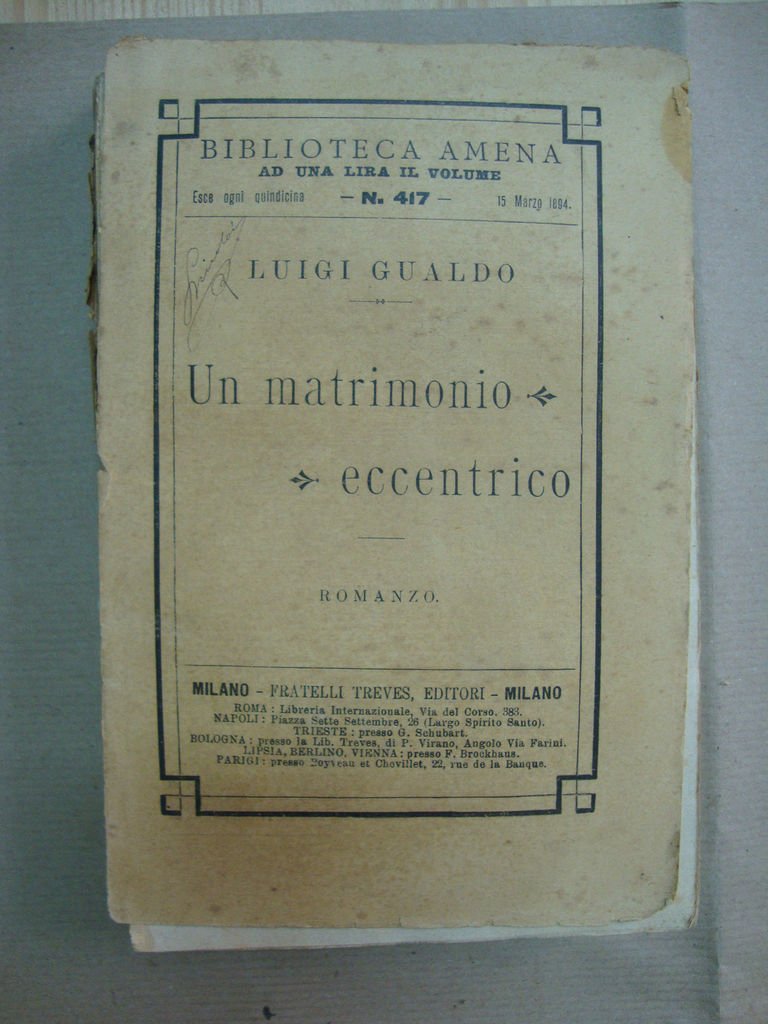 BIBLIOTECA AMENA
AD UNA LIRA IL VOLUME
Esce ogni quindicina — N. 417 — 15 Marzo 1894.
LUIGI GUALDO
Un matrimonio
eccentrico
ROMANZO.
MILANO - FRATELLI TREVES, EDITORI - MILANO
ROMA : Libreria Internazionale, Via del Corso, 383.
NAPOLI : Piazza Sette Settembre, 26 (Largo Spirito Santo).
TRIESTE : presso G. Schubart.
BOLOGNA : presso la Lib. Treves, di P. Virano, Angolo Via Farini.
LIPSIA, BERLINO, VIENNA : presso F. Brockhaus.
PARIGI : presso Boyveau et Chevillet, 22, rue de la Banque.